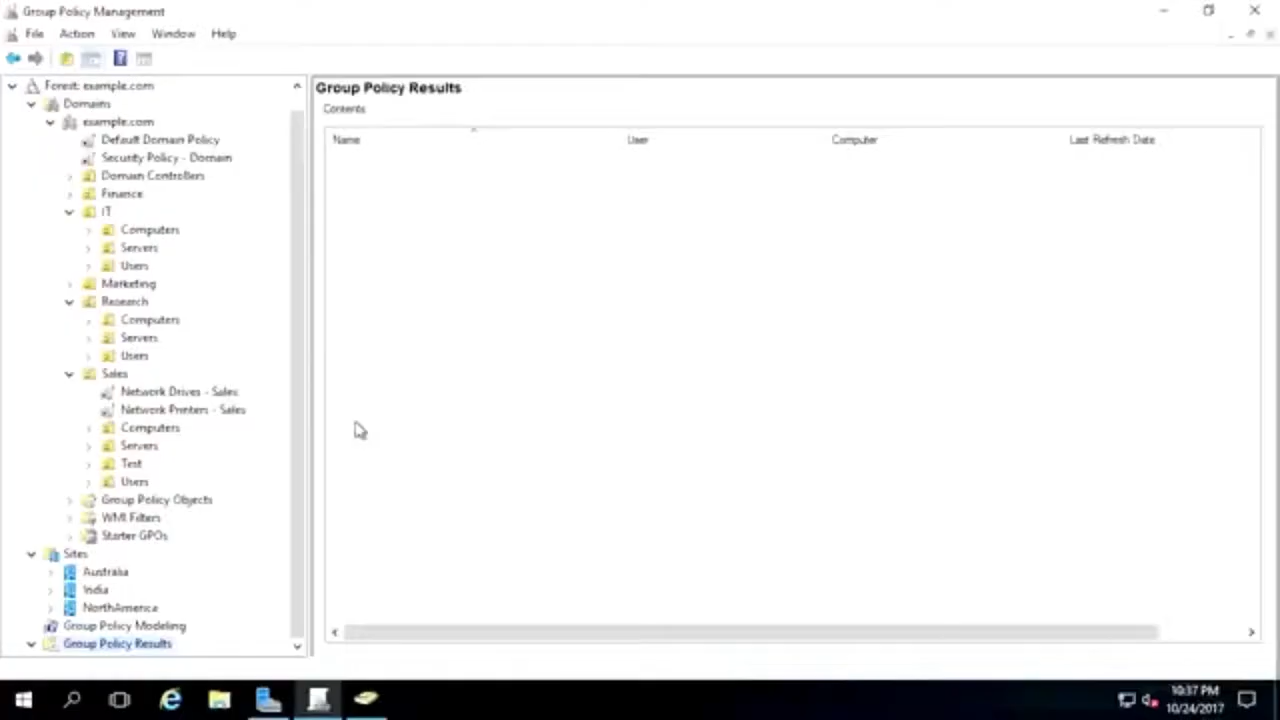 Group Policy Management
File Action View Window Help
Forest: example.com
Domains
example.com
Default Domain Policy
Security Policy - Domain
Domain Controllers
Finance
IT
Computers
Servers
Users
Marketing
Research
Computers
Servers
Users
Sales
Network Drives - Sales
Network Printers - Sales
Computers
Servers
Test
Users
Group Policy Objects
WMI Filters
Starter GPOs
Sites
Australia
India
NorthAmerica
Group Policy Modeling
Group Policy Results
Group Policy Results
Contents
Name User Computer Last Refresh Date
10:37 PM
10/24/2017